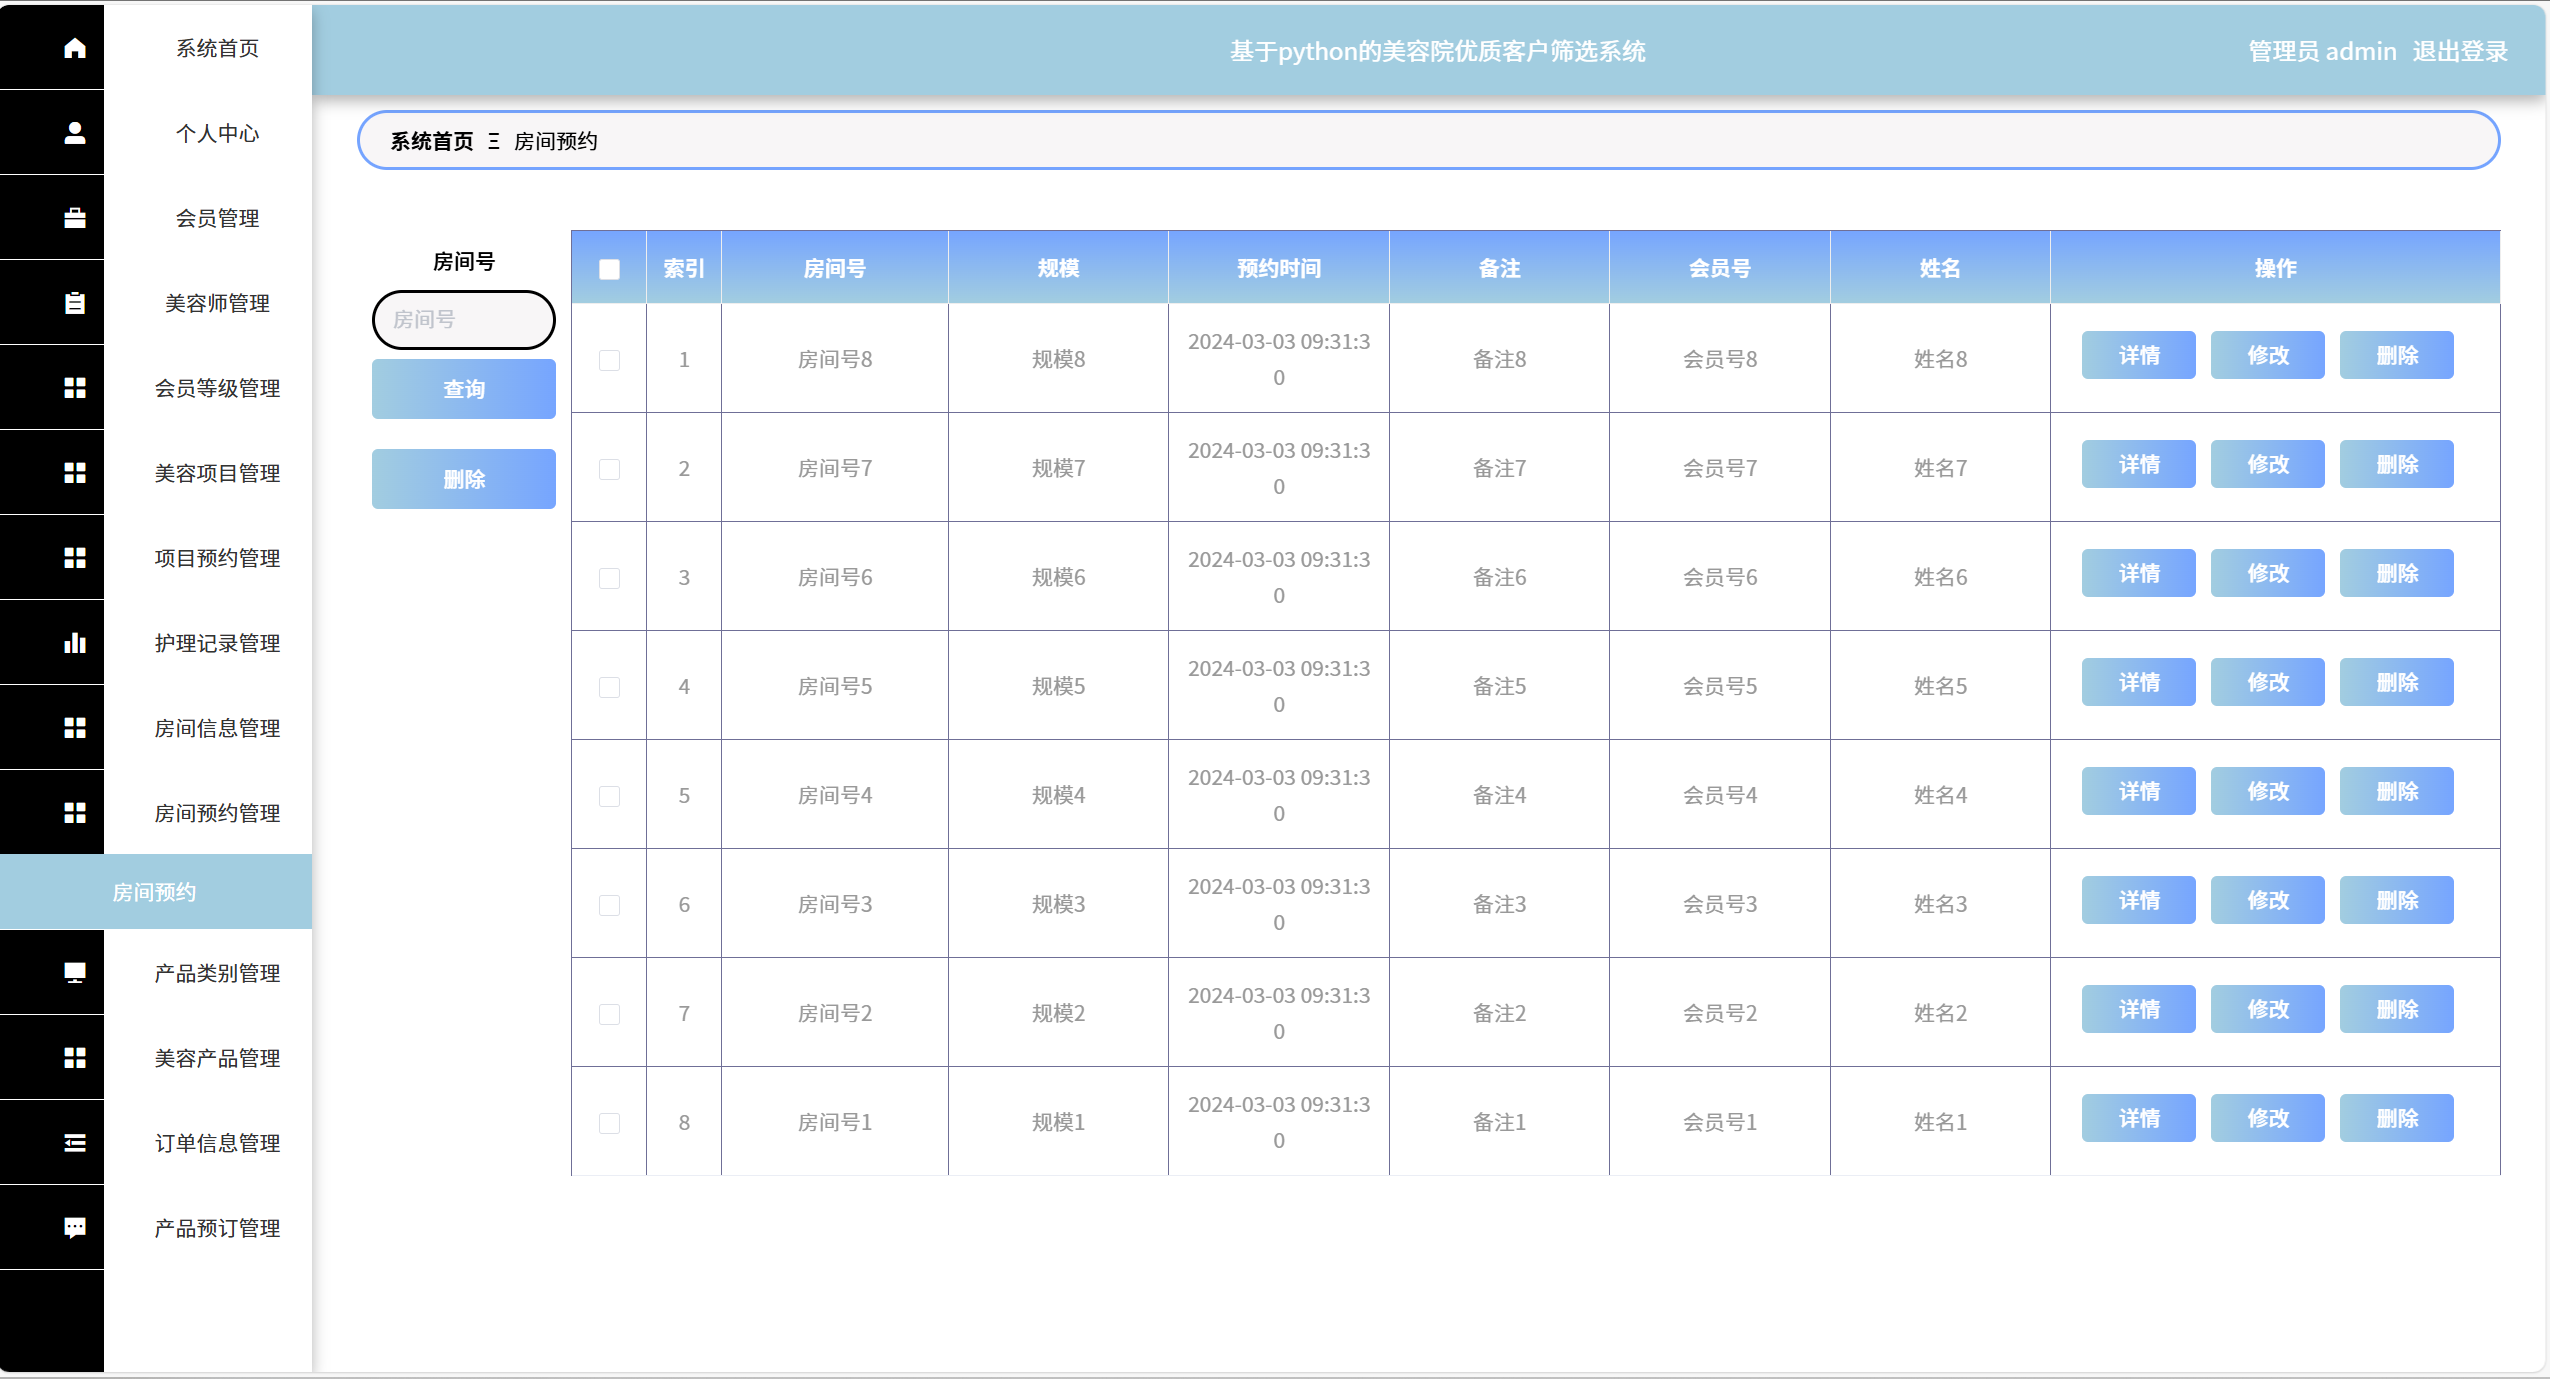 基于python的美容院优质客户筛选系统
管理员 admin 退出登录
系统首页
个人中心
会员管理
美容师管理
会员等级管理
美容项目管理
项目预约管理
护理记录管理
房间信息管理
房间预约管理
房间预约
产品类别管理
美容产品管理
订单信息管理
产品预订管理
系统首页 Ξ 房间预约
房间号
房间号
查询
删除
索引 房间号 规模 预约时间 备注 会员号 姓名 操作
1 房间号8 规模8 2024-03-03 09:31:3 备注8 会员号8 姓名8 详情 修改 删除
0
2 房间号7 规模7 2024-03-03 09:31:3 备注7 会员号7 姓名7 详情 修改 删除
0
3 房间号6 规模6 2024-03-03 09:31:3 备注6 会员号6 姓名6 详情 修改 删除
0
4 房间号5 规模5 2024-03-03 09:31:3 备注5 会员号5 姓名5 详情 修改 删除
0
5 房间号4 规模4 2024-03-03 09:31:3 备注4 会员号4 姓名4 详情 修改 删除
0
6 房间号3 规模3 2024-03-03 09:31:3 备注3 会员号3 姓名3 详情 修改 删除
0
7 房间号2 规模2 2024-03-03 09:31:3 备注2 会员号2 姓名2 详情 修改 删除
0
8 房间号1 规模1 2024-03-03 09:31:3 备注1 会员号1 姓名1 详情 修改 删除
0